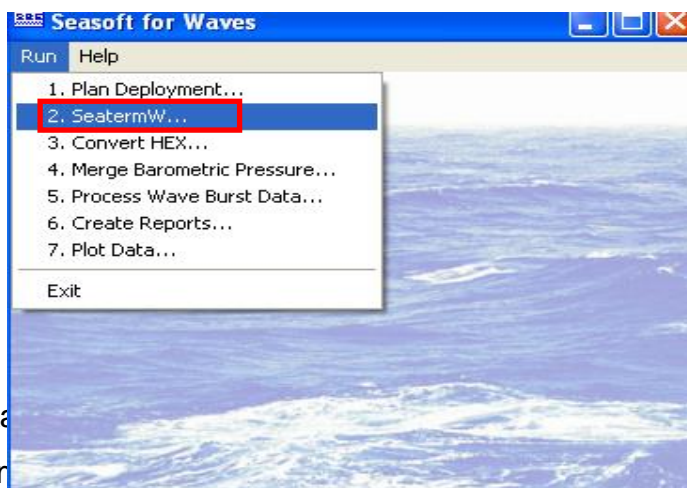 Seasoft for Waves
Run Help
1. Plan Deployment...
2. SeatermW...
3. Convert HEX...
4. Merge Barometric Pressure...
5. Process Wave Burst Data...
6. Create Reports...
7. Plot Data...
Exit